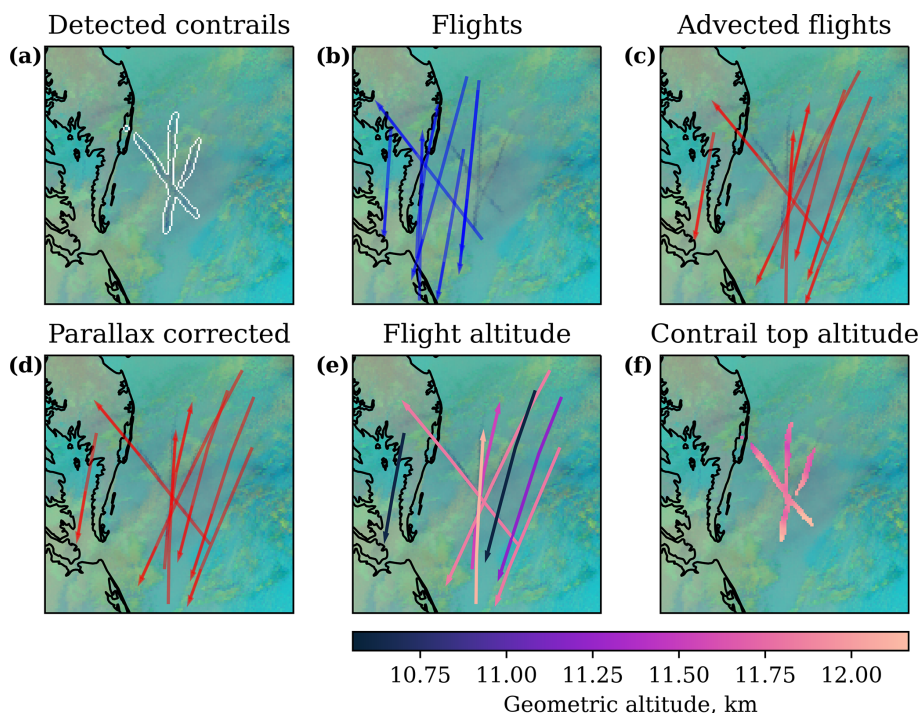 Detected contrails
Flights
Advected flights
(a)
(b)
(c)
Parallax corrected
Flight altitude
Contrail top altitude
(d)
(e)
(f)
10.75 11.00 11.25 11.50 11.75 12.00
Geometric altitude, km